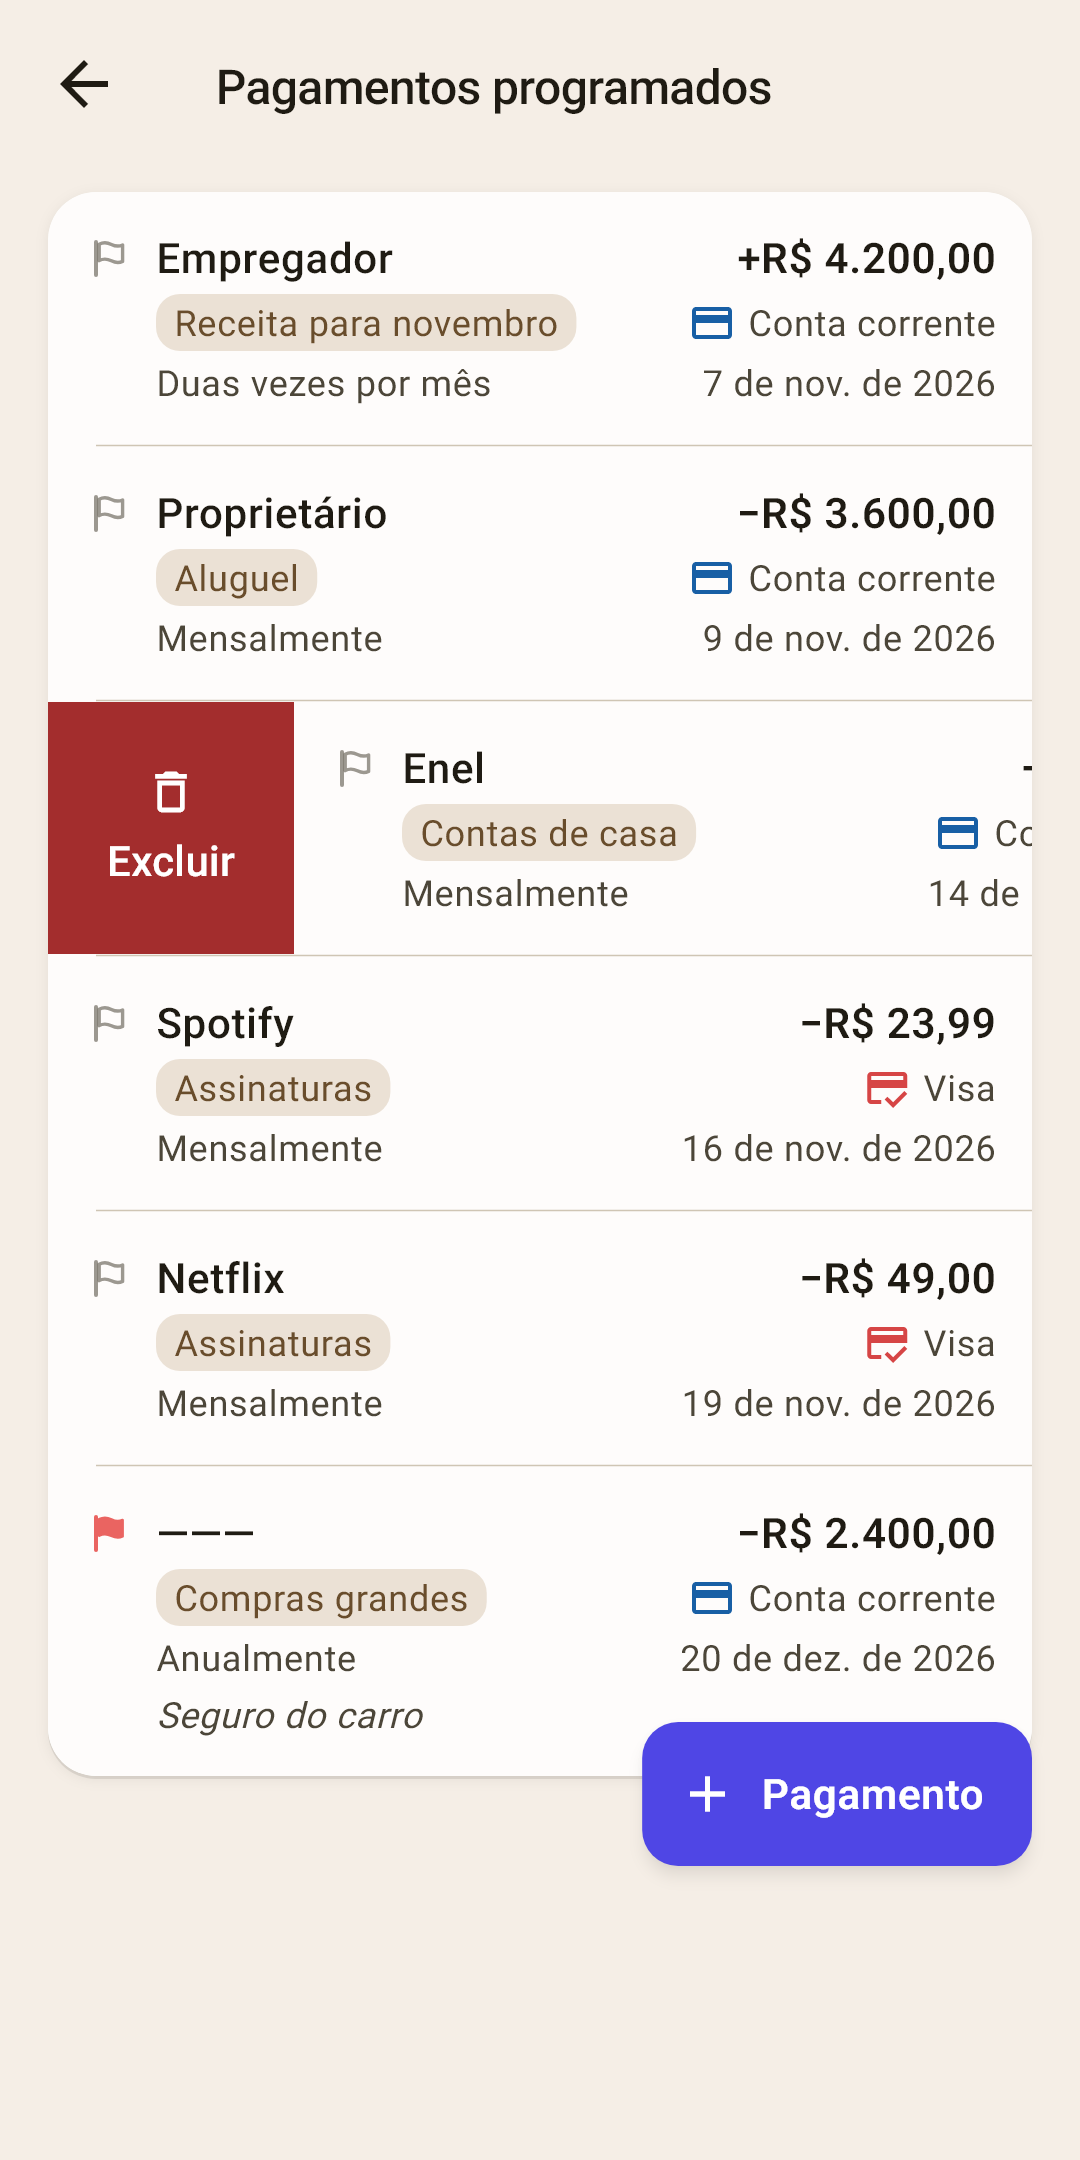 Pagamentos programados
Empregador +R$ 4.200,00
Receita para novembro Conta corrente
Duas vezes por mês 7 de nov. de 2026
Proprietário −R$ 3.600,00
Aluguel Conta corrente
Mensalmente 9 de nov. de 2026
Excluir
Enel
Contas de casa Co
Mensalmente 14 de
Spotify −R$ 23,99
Assinaturas Visa
Mensalmente 16 de nov. de 2026
Netflix −R$ 49,00
Assinaturas Visa
Mensalmente 19 de nov. de 2026
——— −R$ 2.400,00
Compras grandes Conta corrente
Anualmente 20 de dez. de 2026
Seguro do carro
+ Pagamento